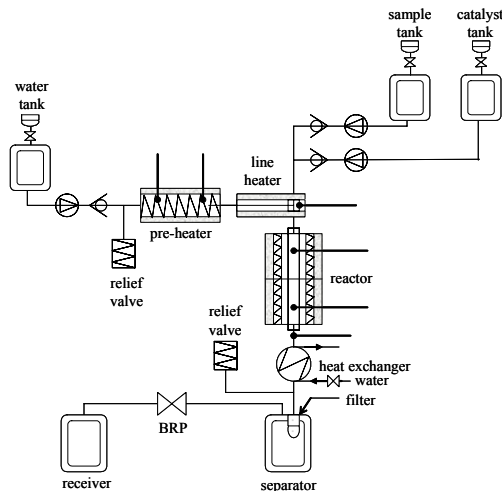 sample
tank
catalyst
tank
water
tank
line
heater
pre-heater
relief
valve
reactor
relief
valve
heat exchanger
water
filter
BRP
receiver
separator